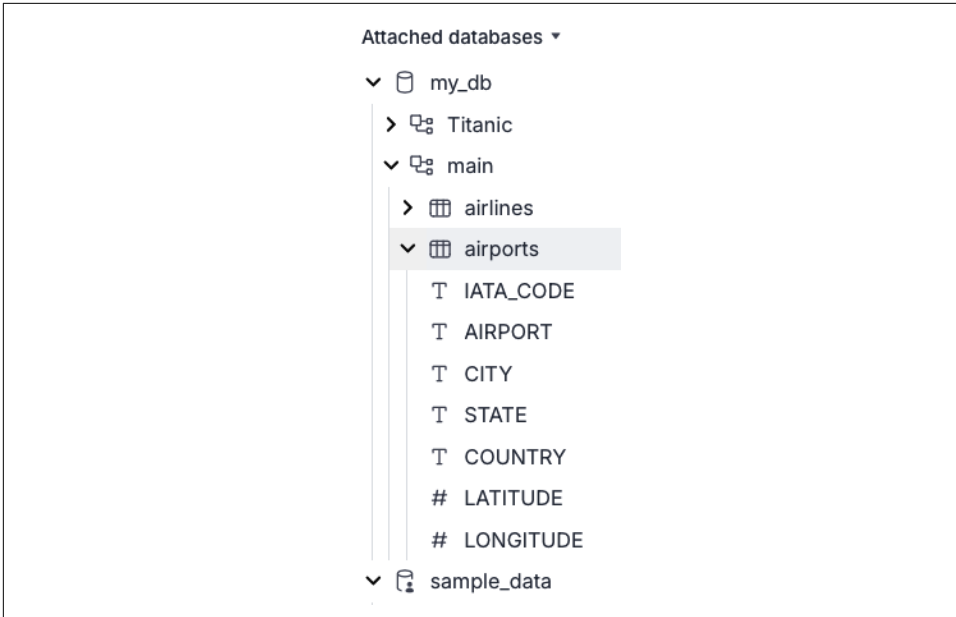 Attached databases
my_db
Titanic
main
airlines
airports
T IATA_CODE
T AIRPORT
T CITY
T STATE
T COUNTRY
# LATITUDE
# LONGITUDE
sample_data